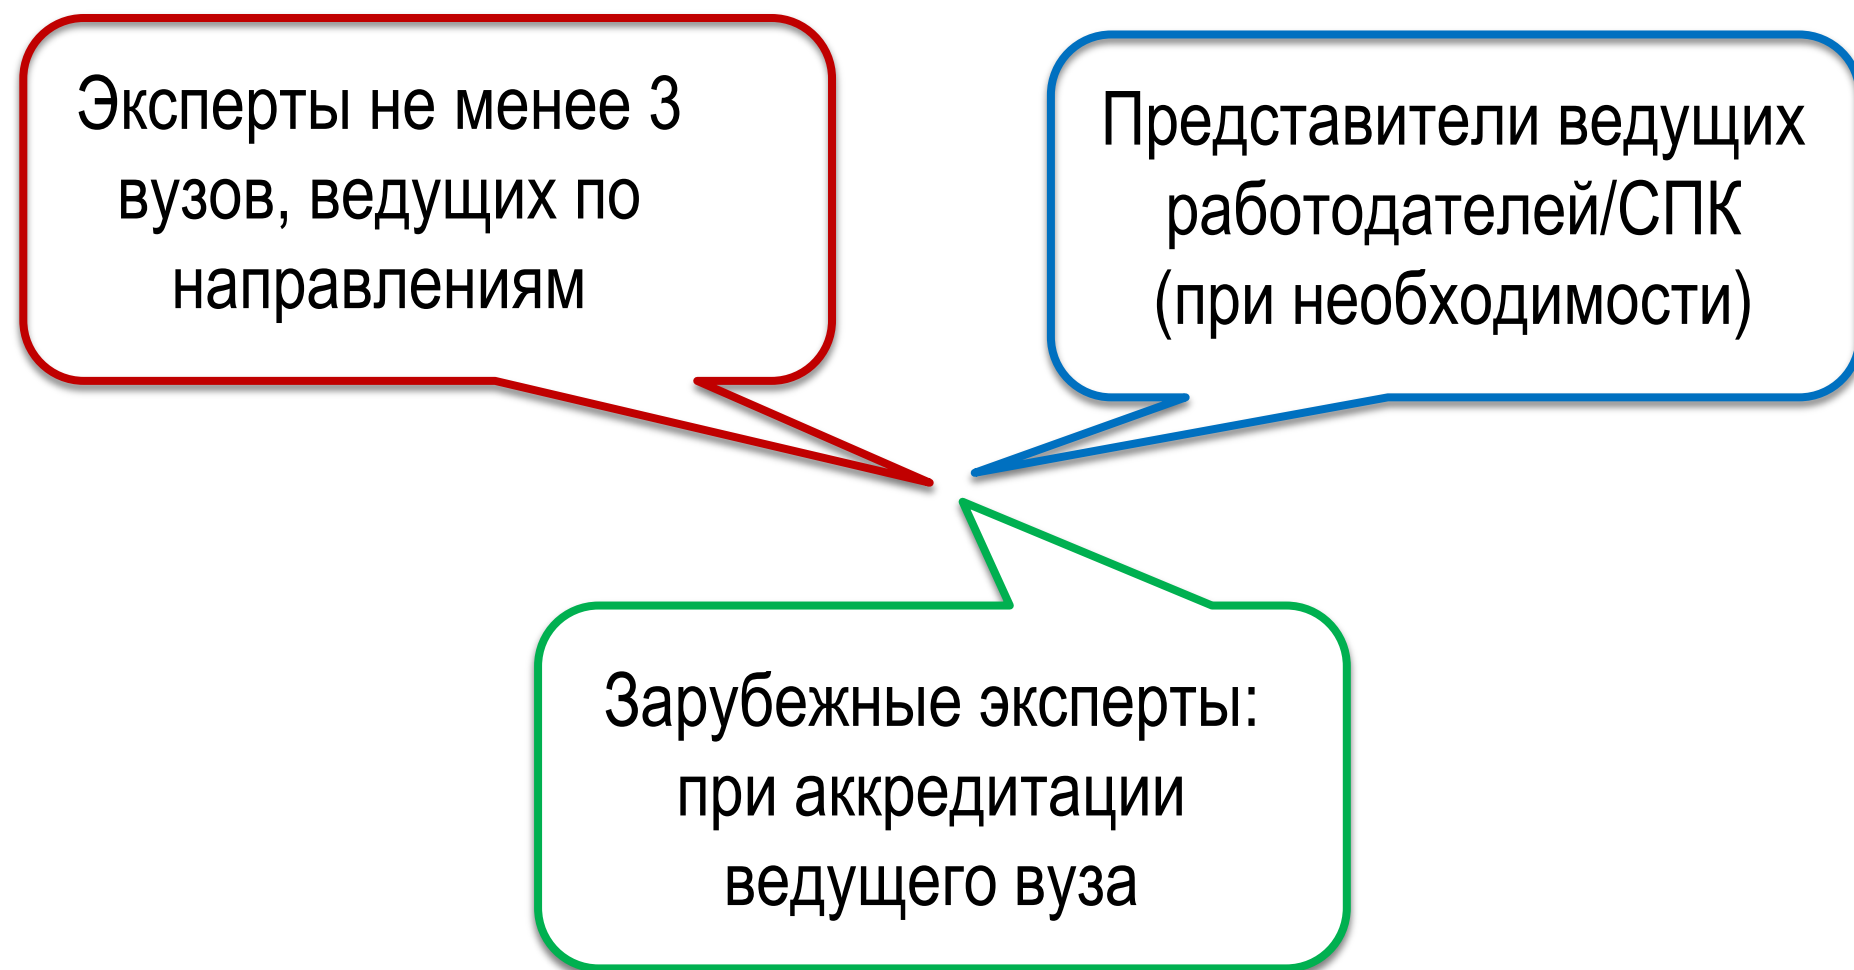 Эксперты не менее 3
вузов, ведущих по
направлениям
Представители ведущих
работодателей/СПК
(при необходимости)
Зарубежные эксперты:
при аккредитации
ведущего вуза